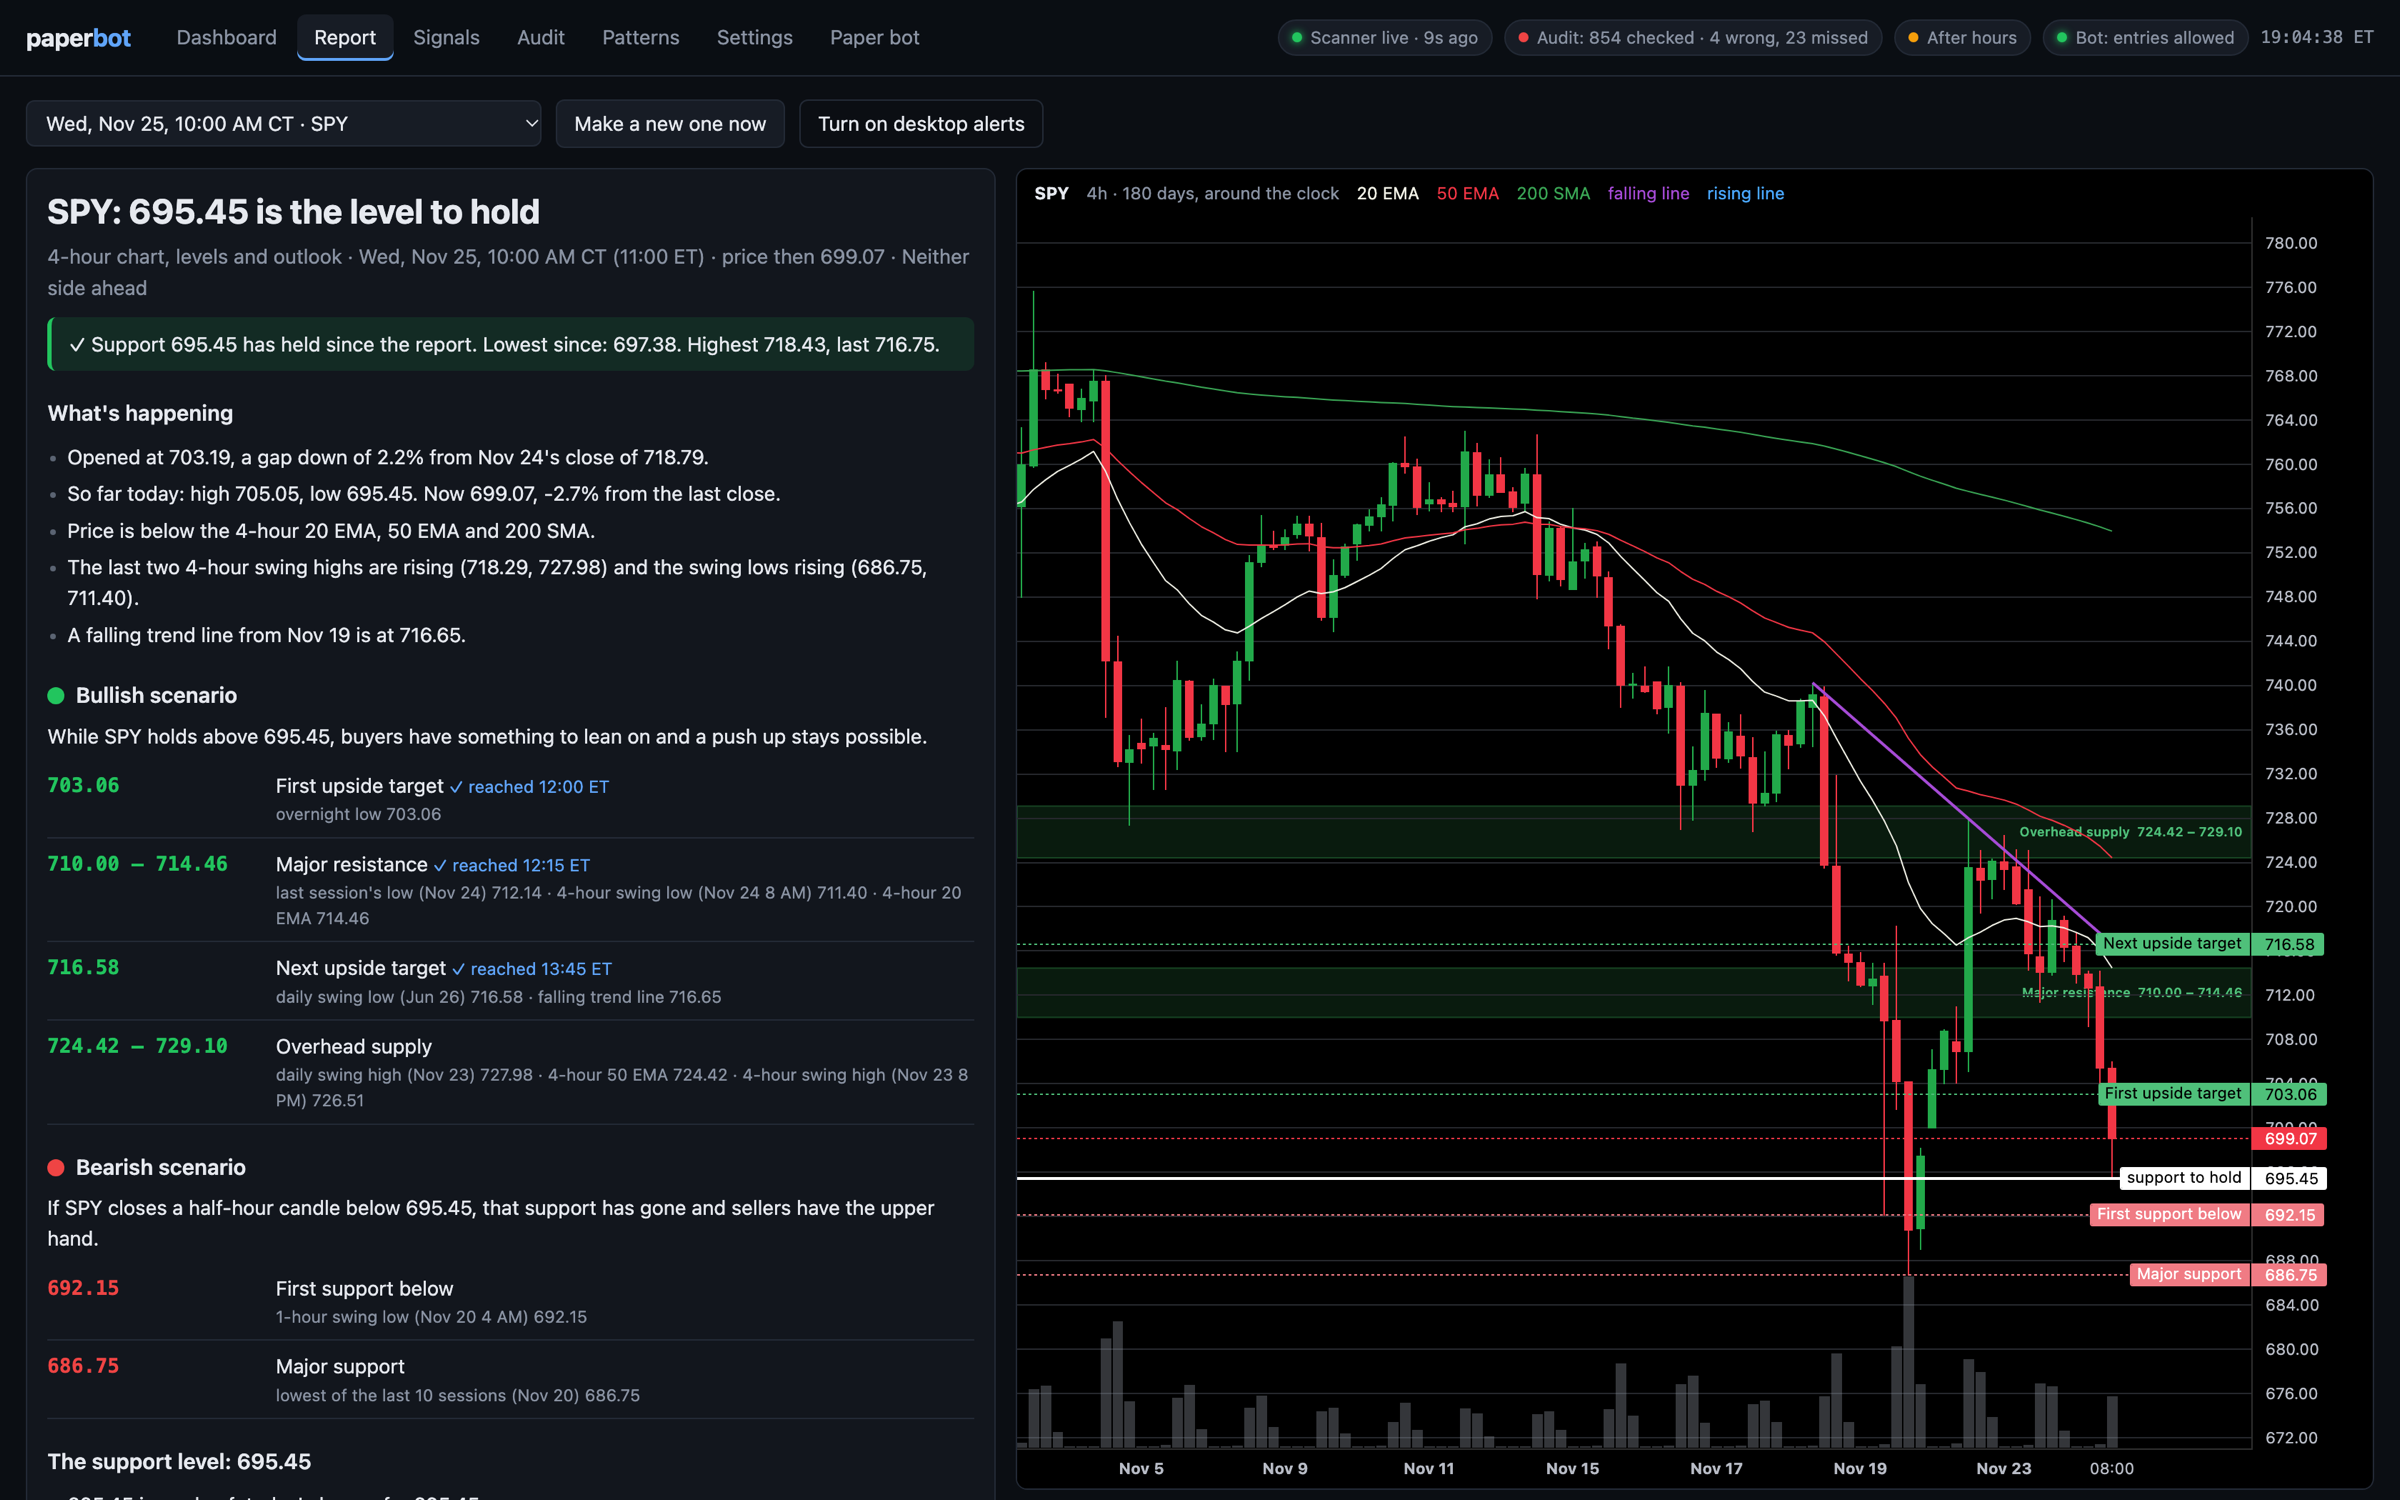 paperbot
Dashboard
Report
Signals
Audit
Patterns
Settings
Paper bot
Scanner live · 9s ago
Audit: 854 checked · 4 wrong, 23 missed
After hours
Bot: entries allowed
19:04:38 ET
Wed, Nov 25, 10:00 AM CT · SPY
Make a new one now
Turn on desktop alerts
SPY: 695.45 is the level to hold
4-hour chart, levels and outlook · Wed, Nov 25, 10:00 AM CT (11:00 ET) · price then 699.07 · Neither
side ahead
✓ Support 695.45 has held since the report. Lowest since: 697.38. Highest 718.43, last 716.75.
What's happening
• Opened at 703.19, a gap down of 2.2% from Nov 24's close of 718.79.
• So far today: high 705.05, low 695.45. Now 699.07, -2.7% from the last close.
• Price is below the 4-hour 20 EMA, 50 EMA and 200 SMA.
• The last two 4-hour swing highs are rising (718.29, 727.98) and the swing lows rising (686.75,
711.40).
• A falling trend line from Nov 19 is at 716.65.
Bullish scenario
While SPY holds above 695.45, buyers have something to lean on and a push up stays possible.
703.06
First upside target ✓ reached 12:00 ET
overnight low 703.06
710.00 – 714.46
Major resistance ✓ reached 12:15 ET
last session's low (Nov 24) 712.14 · 4-hour swing low (Nov 24 8 AM) 711.40 · 4-hour 20
EMA 714.46
716.58
Next upside target ✓ reached 13:45 ET
daily swing low (Jun 26) 716.58 · falling trend line 716.65
724.42 – 729.10
Overhead supply
daily swing high (Nov 23) 727.98 · 4-hour 50 EMA 724.42 · 4-hour swing high (Nov 23 8
PM) 726.51
Bearish scenario
If SPY closes a half-hour candle below 695.45, that support has gone and sellers have the upper
hand.
692.15
First support below
1-hour swing low (Nov 20 4 AM) 692.15
686.75
Major support
lowest of the last 10 sessions (Nov 20) 686.75
The support level: 695.45
SPY 4h · 180 days, around the clock 20 EMA 50 EMA 200 SMA falling line rising line
780.00
776.00
772.00
768.00
764.00
760.00
756.00
752.00
748.00
744.00
740.00
736.00
732.00
728.00
Overhead supply 724.42 – 729.10
724.00
720.00
Next upside target 716.58
Major resistance 710.00 – 714.46
712.00
708.00
704.00
First upside target 703.06
699.07
support to hold 695.45
First support below 692.15
688.00
Major support 686.75
684.00
680.00
676.00
672.00
Nov 5
Nov 9
Nov 11
Nov 15
Nov 17
Nov 19
Nov 23
08:00